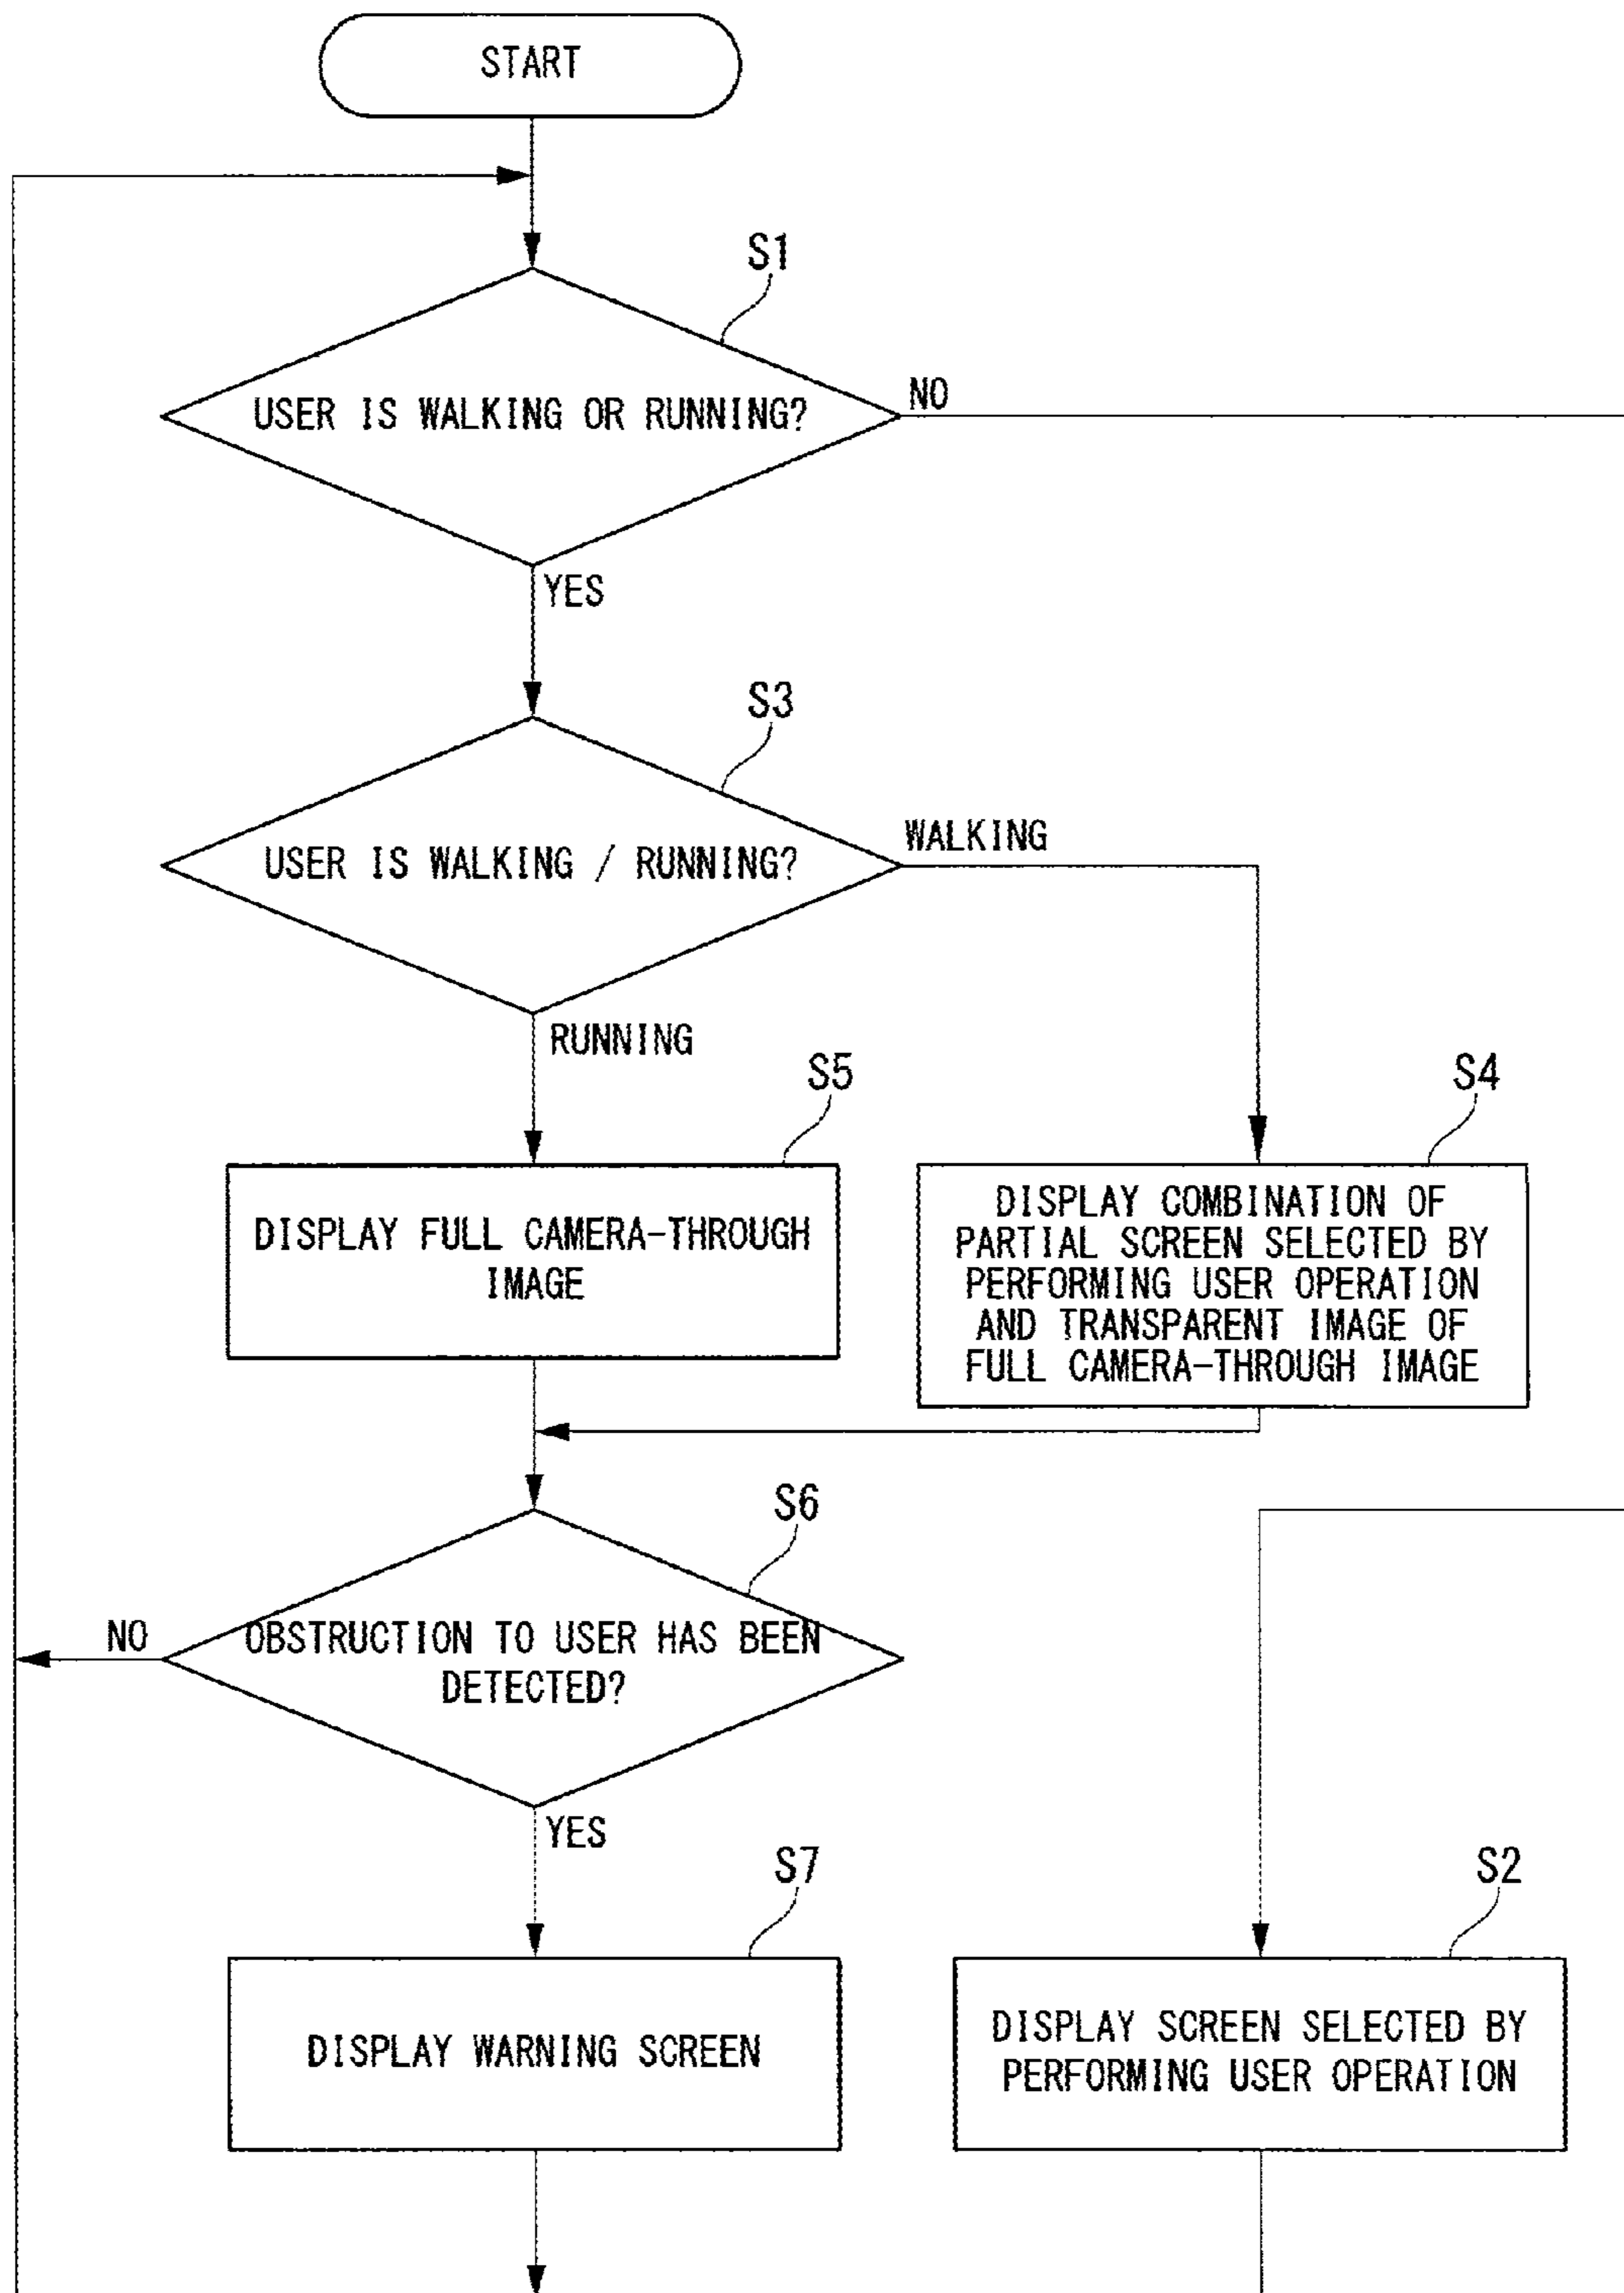 START
S1
USER IS WALKING OR RUNNING?
NO
YES
S3
USER IS WALKING / RUNNING?
WALKING
RUNNING
S5
DISPLAY FULL CAMERA-THROUGH
IMAGE
S4
DISPLAY COMBINATION OF
PARTIAL SCREEN SELECTED BY
PERFORMING USER OPERATION
AND TRANSPARENT IMAGE OF
FULL CAMERA-THROUGH IMAGE
S6
OBSTRUCTION TO USER HAS BEEN
DETECTED?
NO
YES
S7
DISPLAY WARNING SCREEN
S2
DISPLAY SCREEN SELECTED BY
PERFORMING USER OPERATION